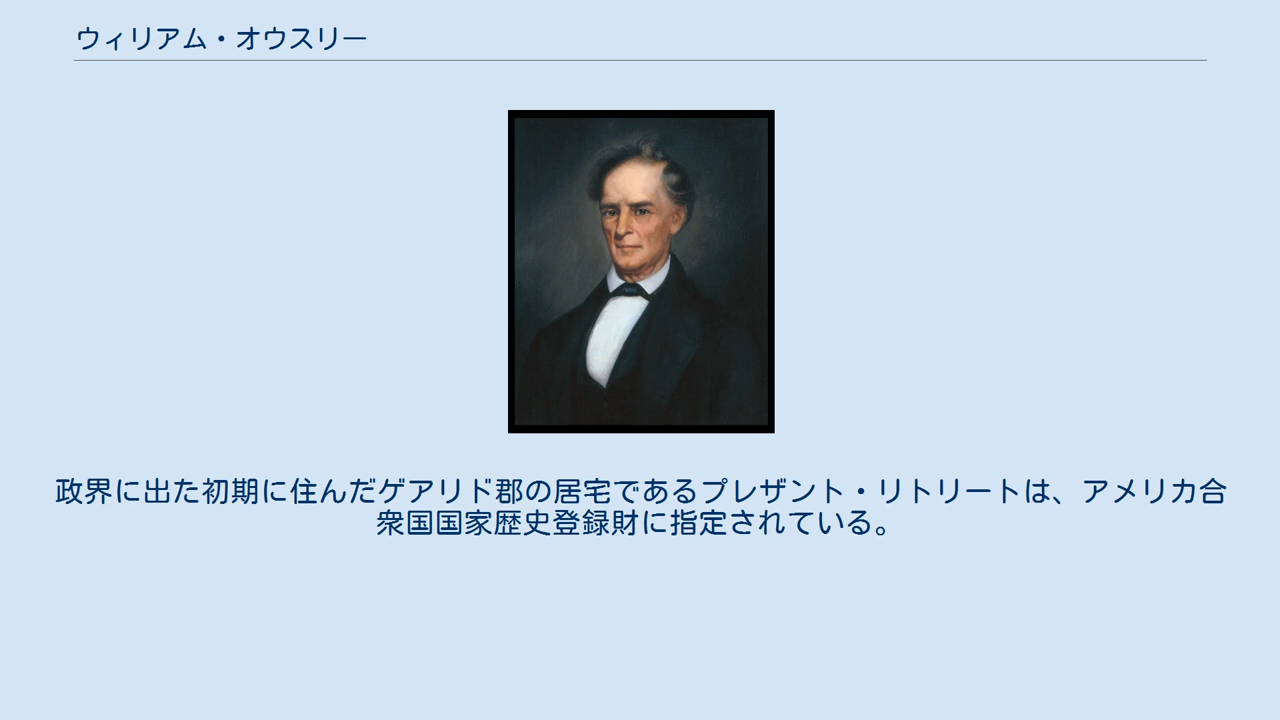 ウィリアム・オウスリー
政界に出た初期に住んだゲアリド郡の居宅であるプレザント・リトリートは、アメリカ合
衆国国家歴史登録財に指定されている。